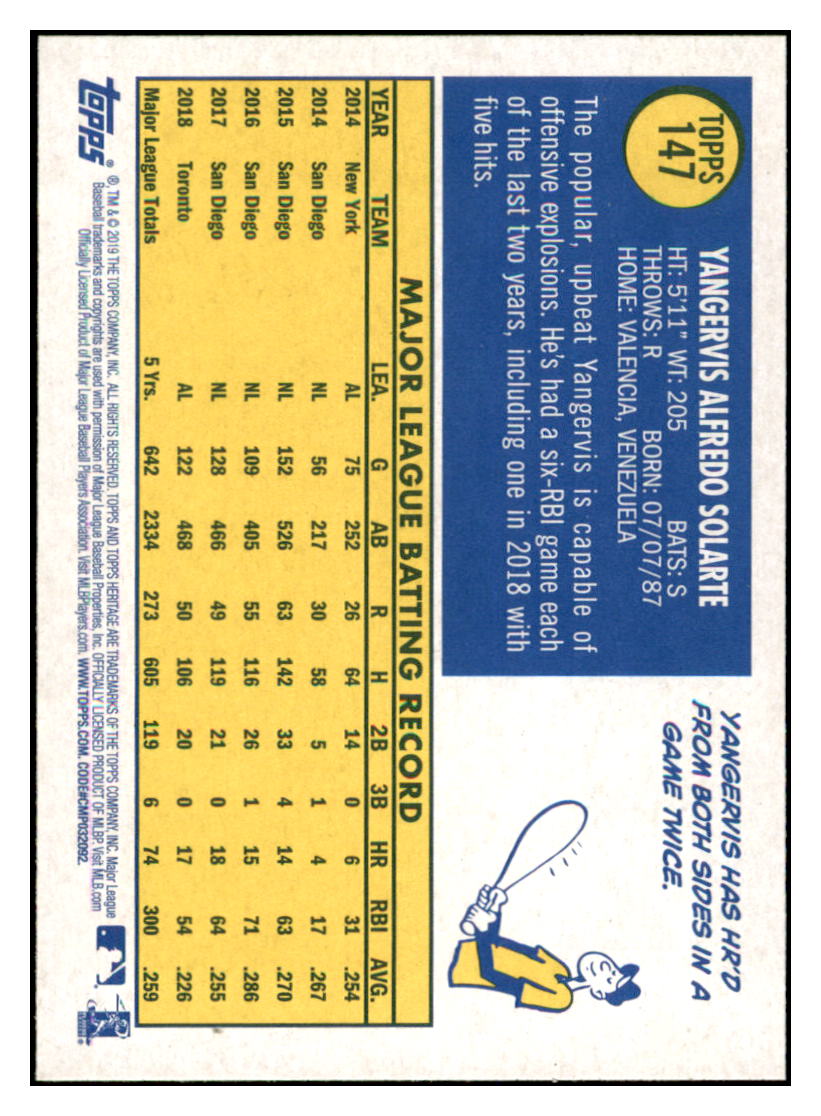 TOPPS
147
YANGERVIS ALFREDO SOLARTE
HT: 5'11" WT: 205 BATS: S
THROWS: R BORN: 07/07/87
HOME: VALENCIA, VENEZUELA
The popular, upbeat Yangervis is capable of
offensive explosions. He's had a six-RBI game each
of the last two years, including one in 2018 with
five hits.
YANGERVIS HAS HR'D
FROM BOTH SIDES IN A
GAME TWICE.
MAJOR LEAGUE BATTING RECORD
YEAR TEAM LEA. G AB R H 2B 3B HR RBI AVG.
2014 New York AL 75 252 26 64 14 0 6 31 .254
2014 San Diego NL 56 217 30 58 5 1 4 17 .267
2015 San Diego NL 152 526 63 142 33 4 14 63 .270
2016 San Diego NL 109 405 55 116 26 1 15 71 .286
2017 San Diego NL 128 466 49 119 21 0 18 64 .255
2018 Toronto AL 122 468 50 106 20 0 17 54 .226
Major League Totals 5 Yrs. 642 2334 273 605 119 6 74 300 .259
topps®
®, TM & © 2019 THE TOPPS COMPANY, INC. ALL RIGHTS RESERVED. TOPPS AND TOPPS HERITAGE ARE TRADEMARKS OF THE TOPPS COMPANY, INC. Major League
Baseball trademarks and copyrights are used with permission of Major League Baseball Properties, Inc. OFFICIALLY LICENSED PRODUCT OF MLBP. Visit MLB.com
Officially Licensed Product of Major League Baseball Players Association. Visit MLBPlayers.com. WWW.TOPPS.COM. CODE#CMP032092.